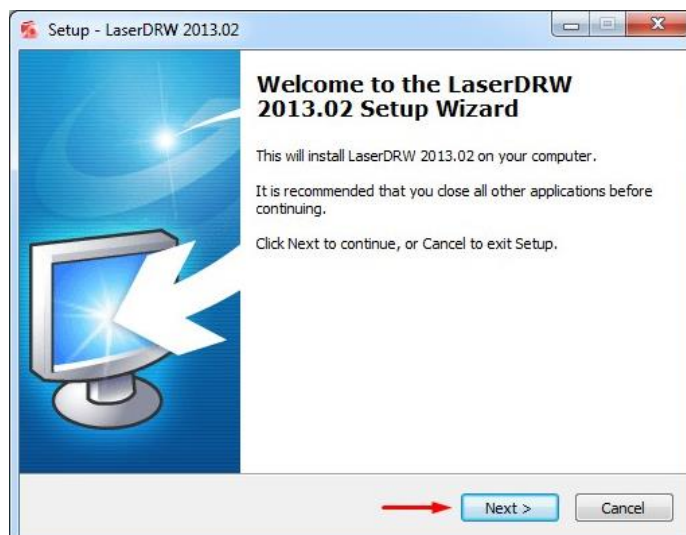 Setup - LaserDRW 2013.02
Welcome to the LaserDRW
2013.02 Setup Wizard
This will install LaserDRW 2013.02 on your computer.
It is recommended that you close all other applications before
continuing.
Click Next to continue, or Cancel to exit Setup.
Next >
Cancel